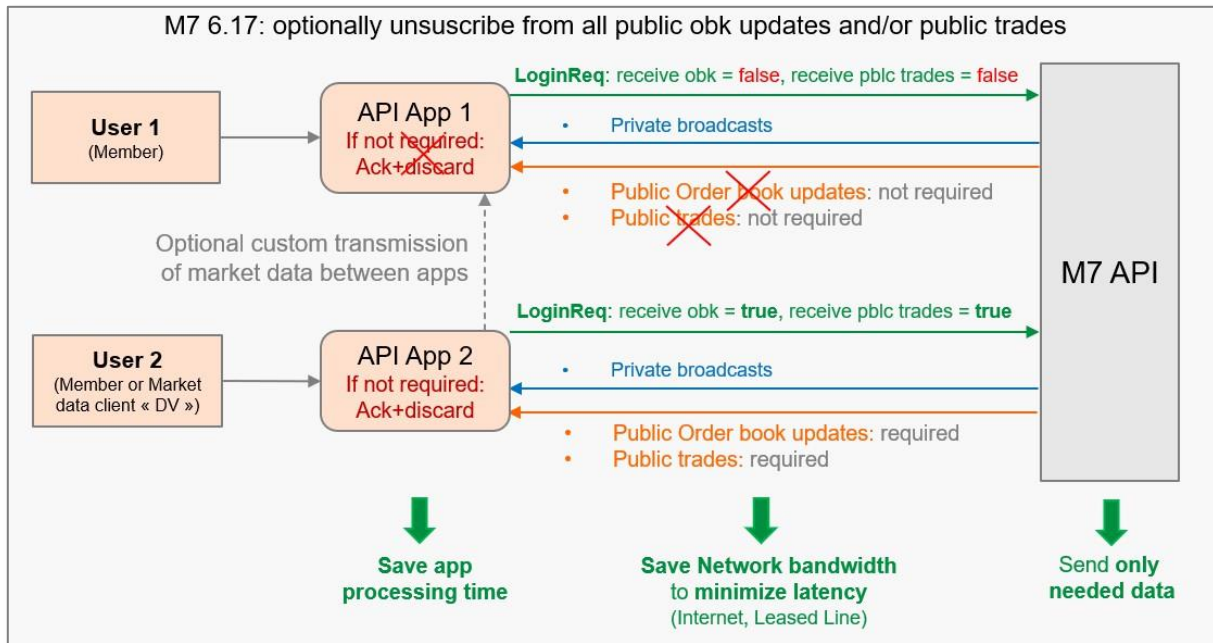 M7 6.17: optionally unsuscribe from all public obk updates and/or public trades
LoginReq: receive obk = false, receive pblc trades = false
User 1
(Member)
API App 1
If not required:
Ack+discard
• Private broadcasts
• Public Order book updates: not required
• Public trades: not required
Optional custom transmission
of market data between apps
M7 API
LoginReq: receive obk = true, receive pblc trades = true
User 2
(Member or Market
data client « DV »)
API App 2
If not required:
Ack+discard
• Private broadcasts
• Public Order book updates: required
• Public trades: required
Save app
processing time
Save Network bandwidth
to minimize latency
(Internet, Leased Line)
Send only
needed data